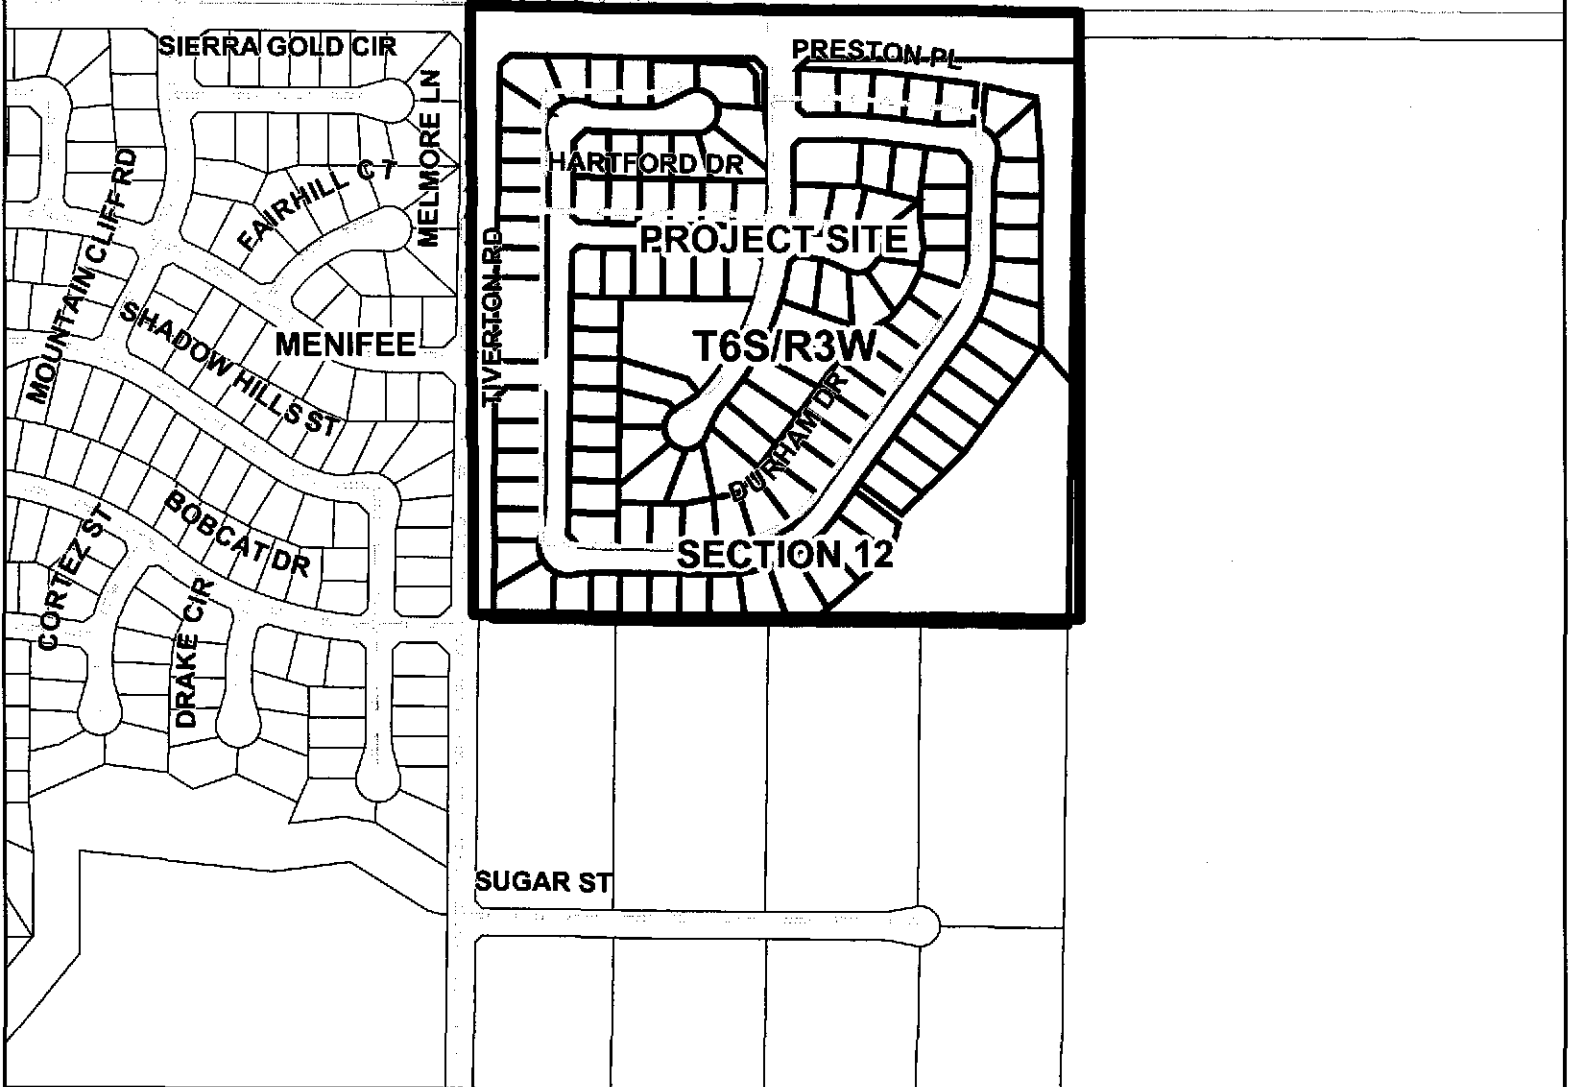 SIERRA GOLD CIR
PRESTON PL
MELMORE LN
HARTFORD DR
FAIRHILL CT
MOUNTAIN CLIFF RD
PROJECT SITE
TIVERTON RD
SHADOW HILLS ST
MENIFEE
T6S/R3W
DURHAM DR
BOBCAT DR
CORTEZ ST
SECTION 12
DRAKE CIR
SUGAR ST